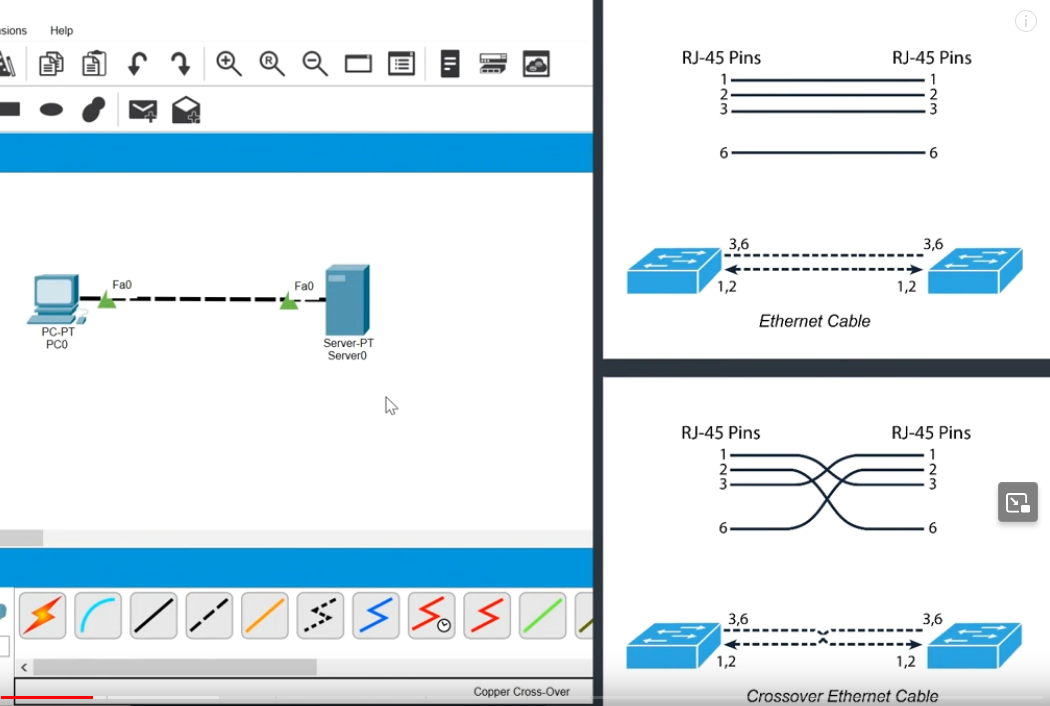 sions Help
R
Fa0
Fa0
PC-PT
PC0
Server-PT
Server0
Copper Cross-Over
RJ-45 Pins RJ-45 Pins
1 1
2 2
3 3
6 6
3,6 3,6
1,2 1,2
Ethernet Cable
RJ-45 Pins RJ-45 Pins
1 1
2 2
3 3
6 6
3,6 3,6
1,2 1,2
Crossover Ethernet Cable